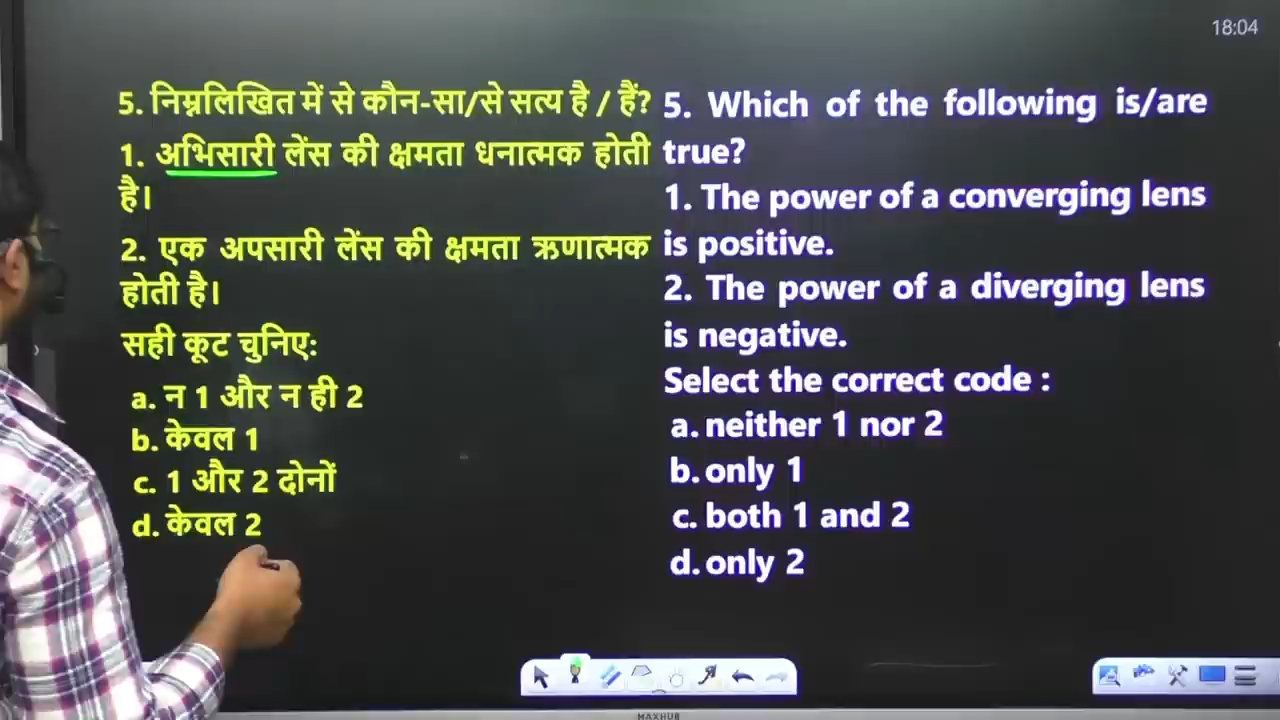 18:04
5. निम्नलिखित में से कौन-सा/से सत्य है / हैं?
1. अभिसारी लेंस की क्षमता धनात्मक होती
है।
2. एक अपसारी लेंस की क्षमता ऋणात्मक
होती है।
सही कूट चुनिए:
a. न 1 और न ही 2
b. केवल 1
c. 1 और 2 दोनों
d. केवल 2
5. Which of the following is/are
true?
1. The power of a converging lens
is positive.
2. The power of a diverging lens
is negative.
Select the correct code :
a. neither 1 nor 2
b. only 1
c. both 1 and 2
d. only 2
MAXHUB